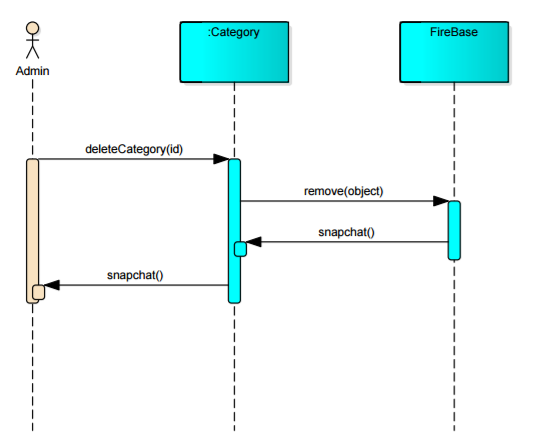 :Category
FireBase
Admin
deleteCategory(id)
remove(object)
snapchat()
snapchat()